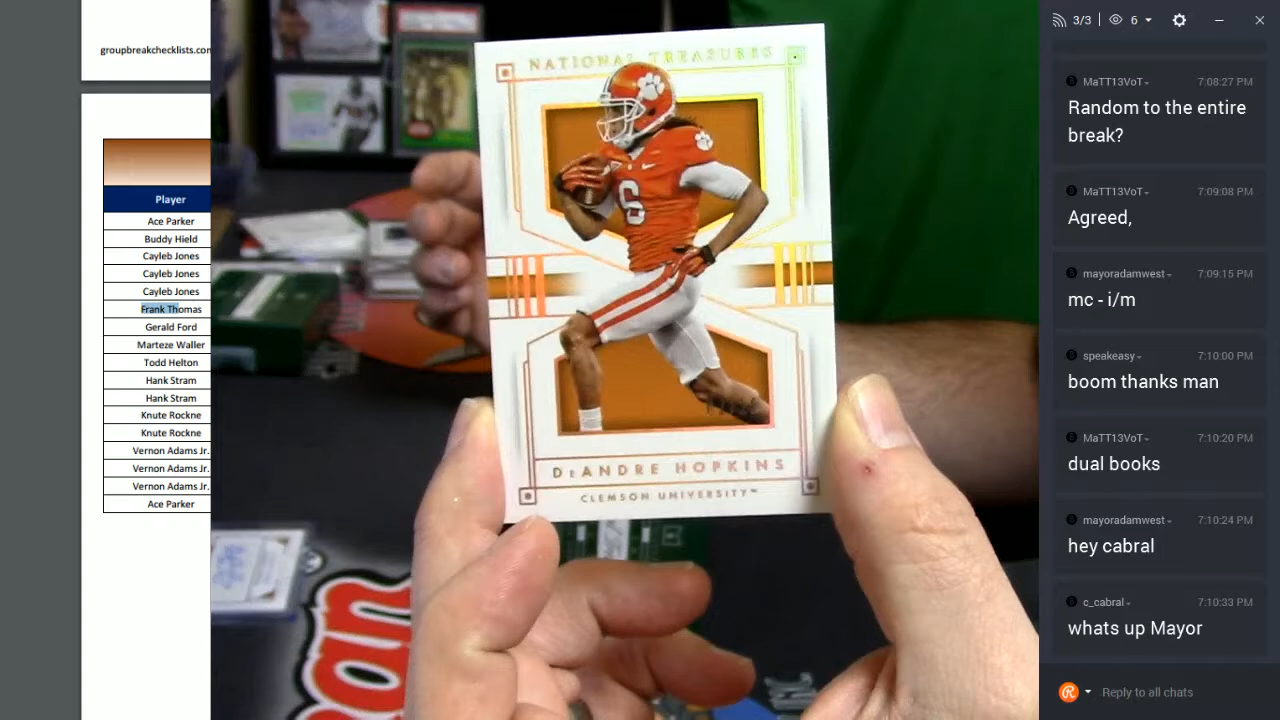 groupbreakchecklists.com
Player
Ace Parker
Buddy Hield
Cayleb Jones
Cayleb Jones
Cayleb Jones
Frank Thomas
Gerald Ford
Marteze Waller
Todd Helton
Hank Stram
Hank Stram
Knute Rockne
Knute Rockne
Vernon Adams Jr.
Vernon Adams Jr.
Vernon Adams Jr.
Ace Parker
NATIONAL TREASURES
6
DEANDRE HOPKINS
CLEMSON UNIVERSITY™
3/3
6
MaTT13VoT
7:08:27 PM
Random to the entire
break?
MaTT13VoT
7:09:08 PM
Agreed,
mayoradamwest
7:09:15 PM
mc - i/m
speakeasy
7:10:00 PM
boom thanks man
MaTT13VoT
7:10:20 PM
dual books
mayoradamwest
7:10:24 PM
hey cabral
c_cabral
7:10:33 PM
whats up Mayor
Reply to all chats